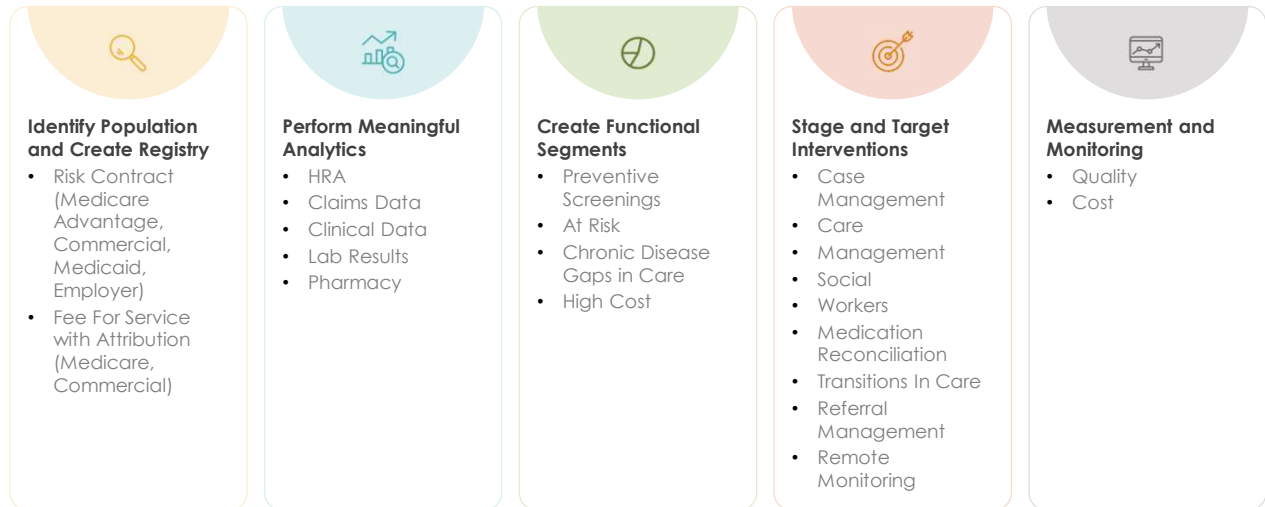 Identify Population
and Create Registry
• Risk Contract
(Medicare
Advantage,
Commercial,
Medicaid,
Employer)
• Fee For Service
with Attribution
(Medicare,
Commercial)
Perform Meaningful
Analytics
• HRA
• Claims Data
• Clinical Data
• Lab Results
• Pharmacy
Create Functional
Segments
• Preventive
Screenings
• At Risk
• Chronic Disease
Gaps in Care
• High Cost
Stage and Target
Interventions
• Case
Management
• Care
• Management
• Social
• Workers
• Medication
Reconciliation
• Transitions In Care
• Referral
Management
• Remote
Monitoring
Measurement and
Monitoring
• Quality
• Cost